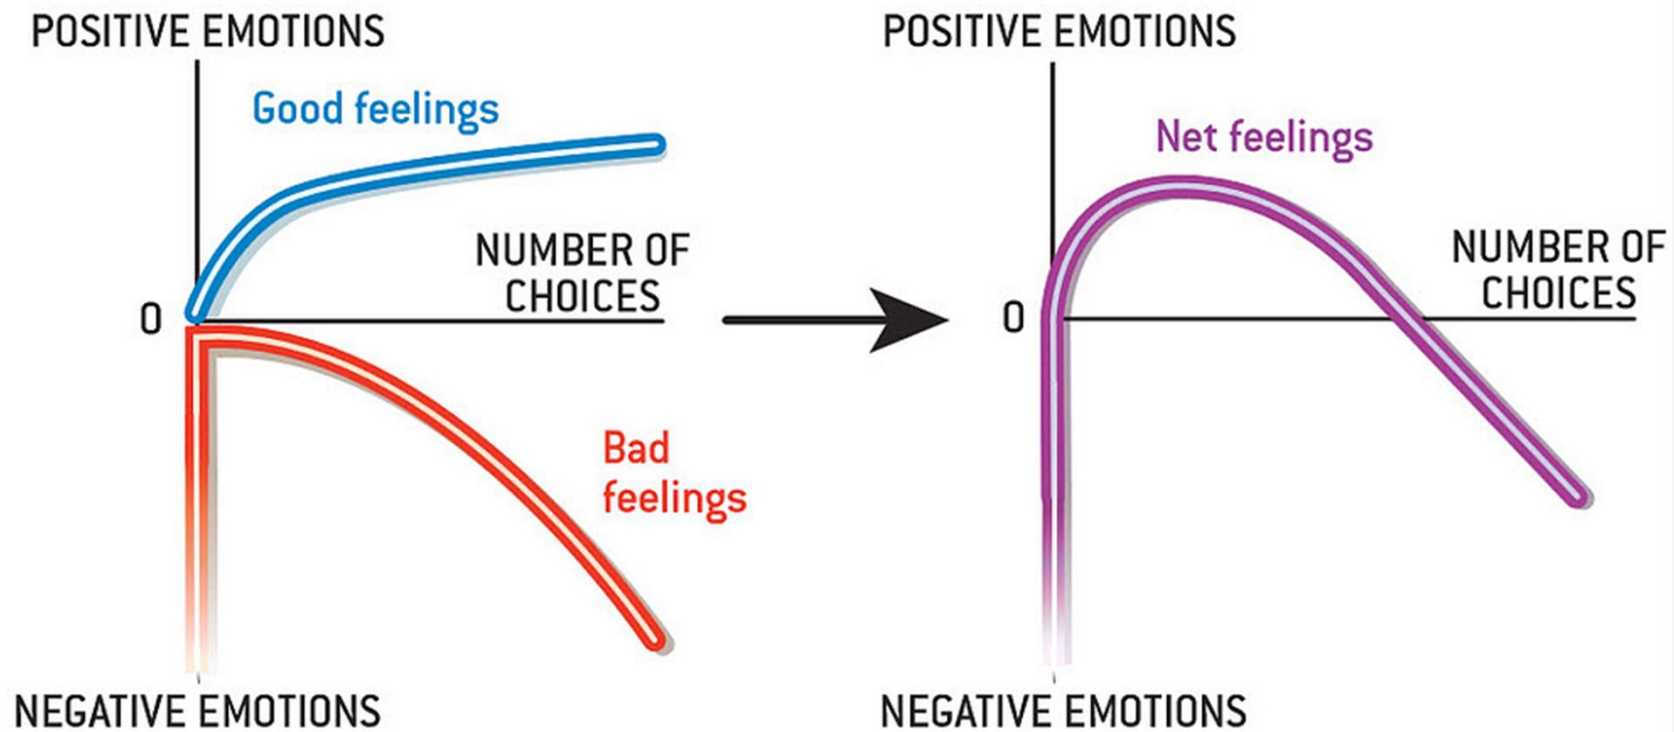 POSITIVE EMOTIONS
Good feelings
NUMBER OF
CHOICES
0
Bad
feelings
NEGATIVE EMOTIONS
POSITIVE EMOTIONS
Net feelings
NUMBER OF
CHOICES
0
NEGATIVE EMOTIONS